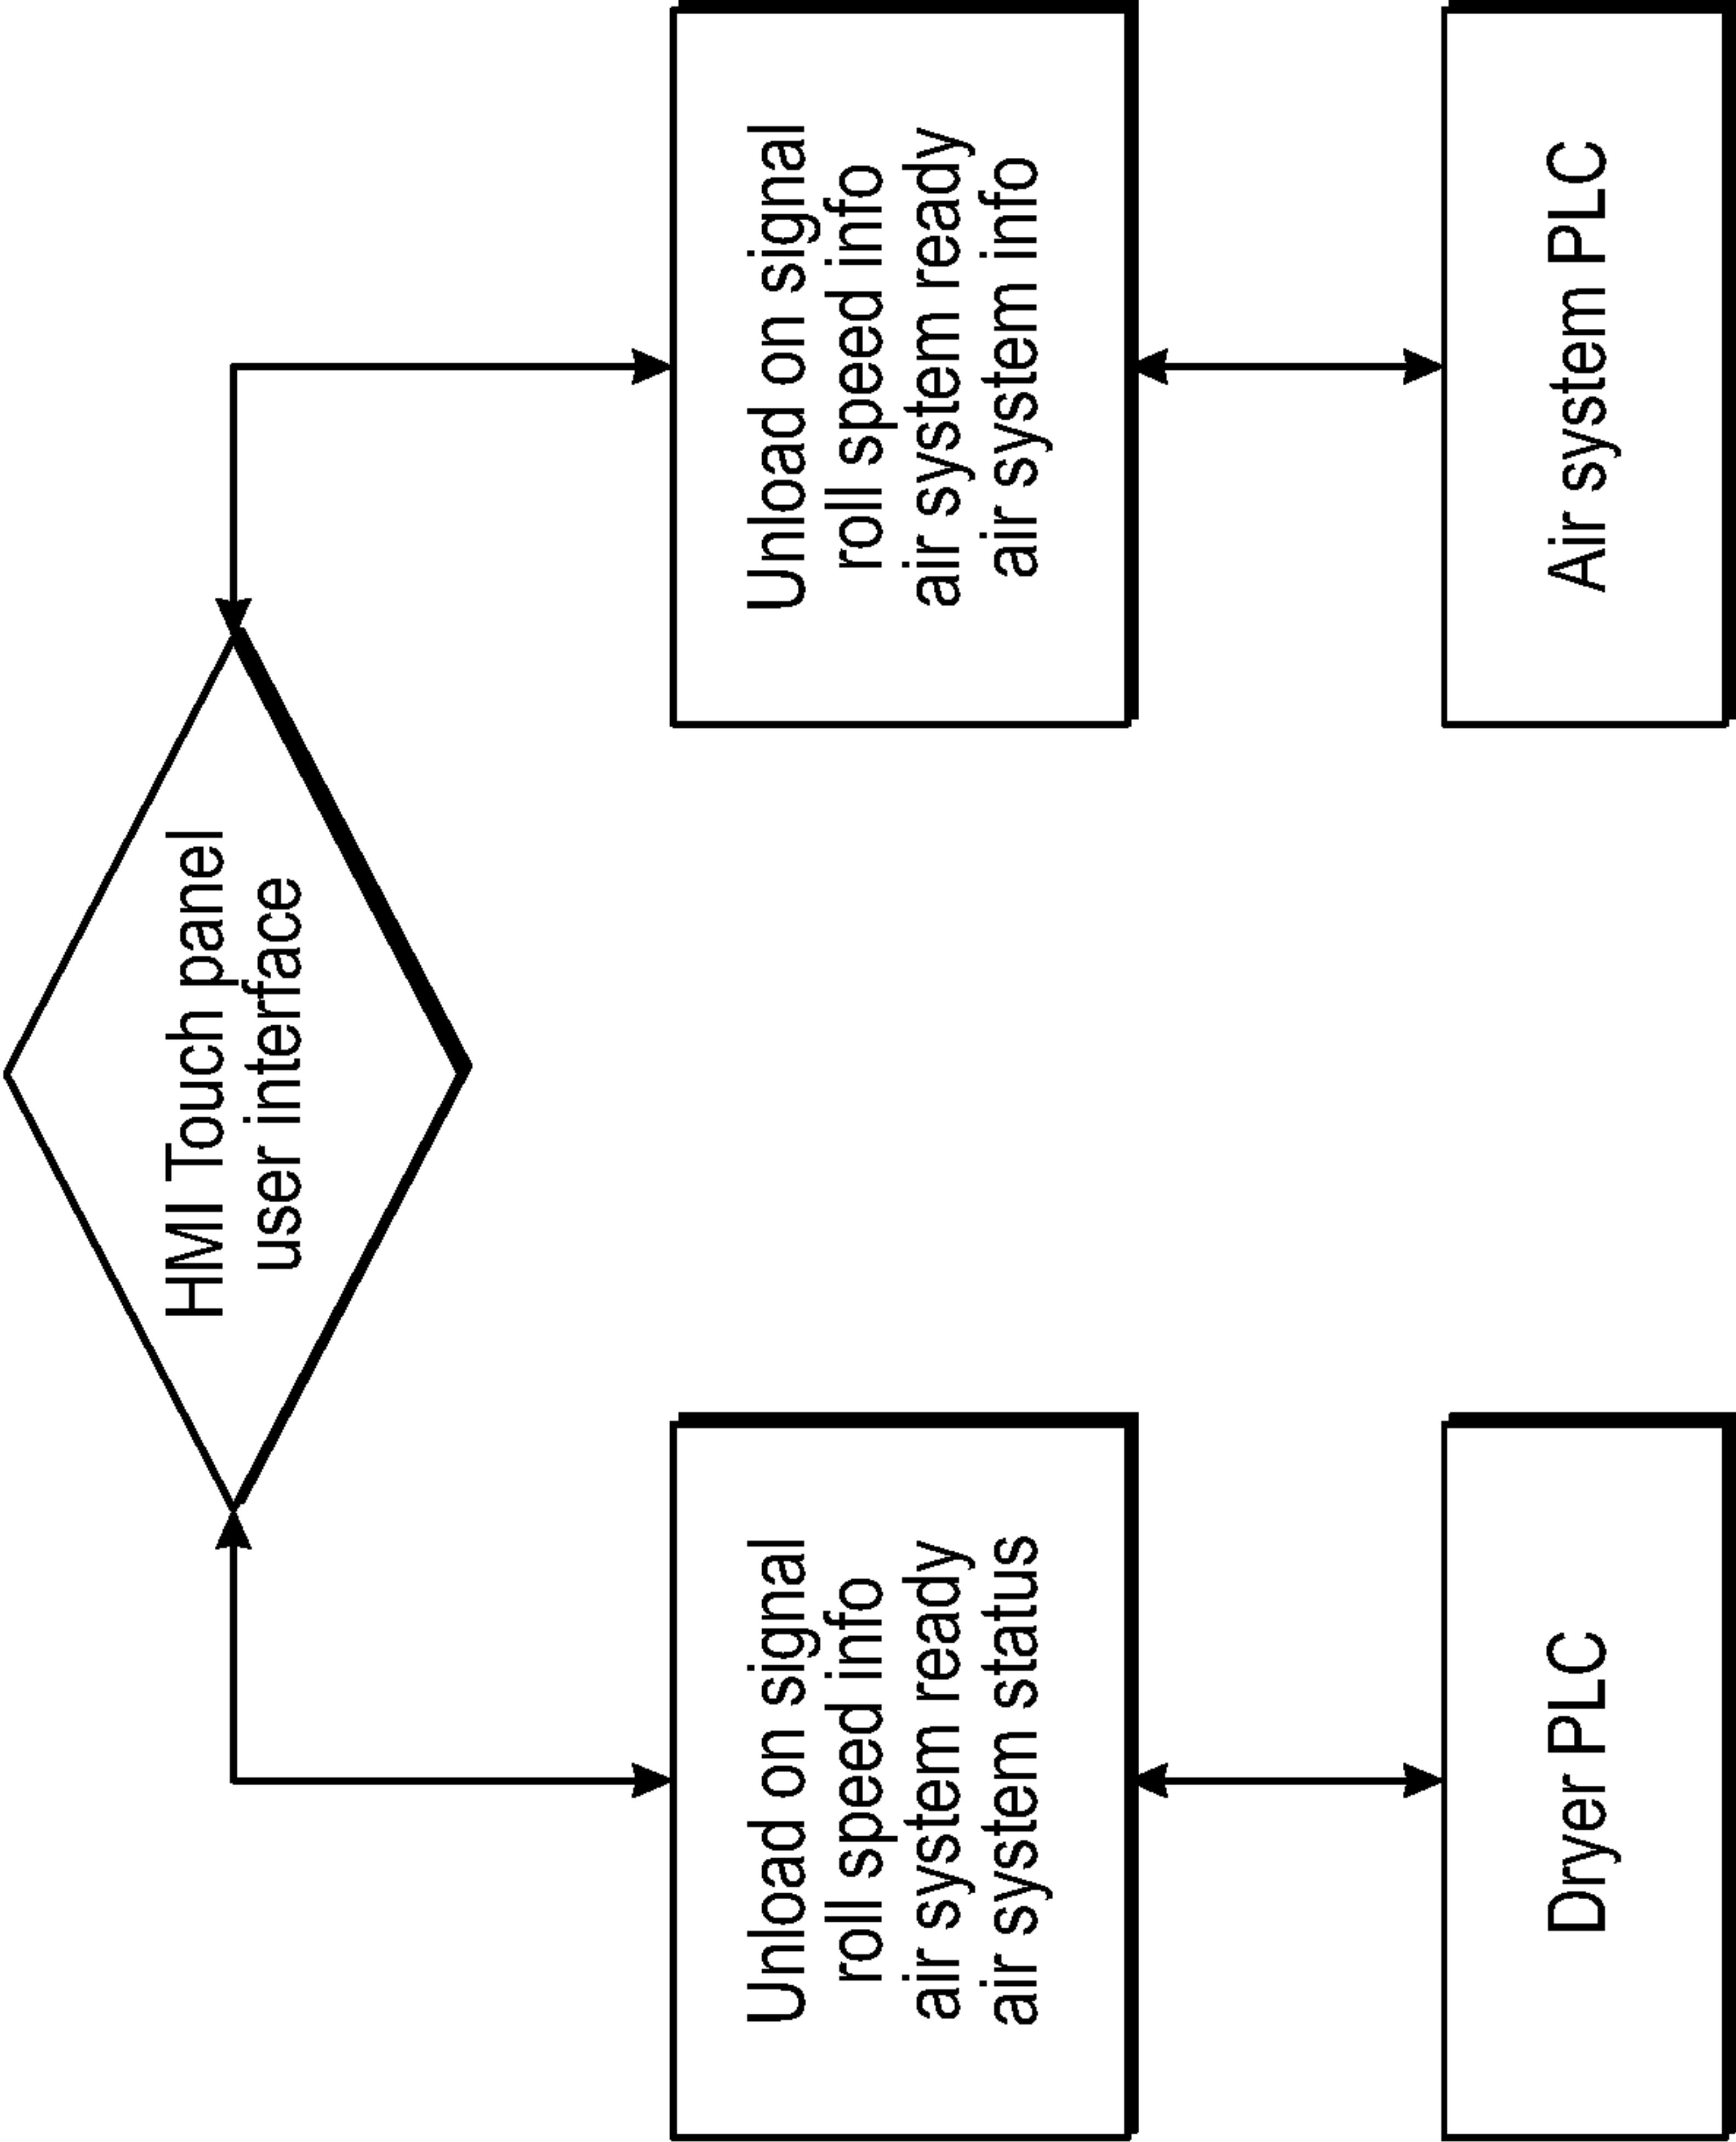 HMI Touch panel
user interface
Unload on signal
roll speed info
air system ready
air system status
Unload on signal
roll speed info
air system ready
air system info
Dryer PLC
Air system PLC